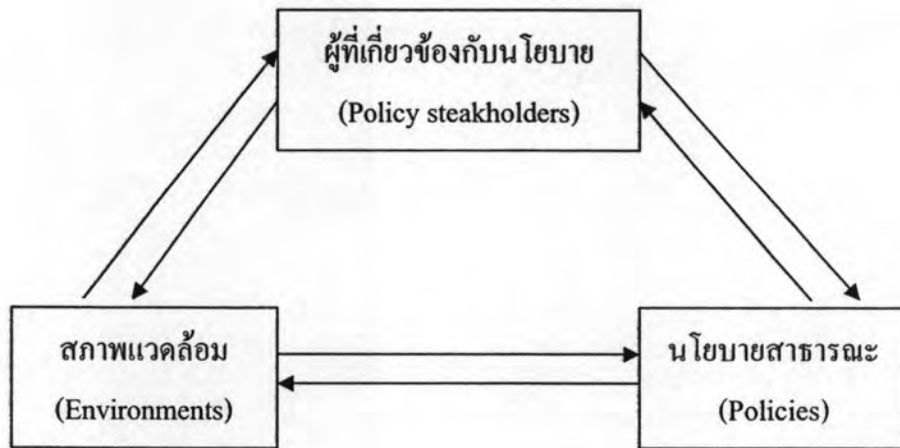 ผู้ที่เกี่ยวข้องกับนโยบาย
(Policy steakholders)
สภาพแวดล้อม
(Environments)
นโยบายสาธารณะ
(Policies)